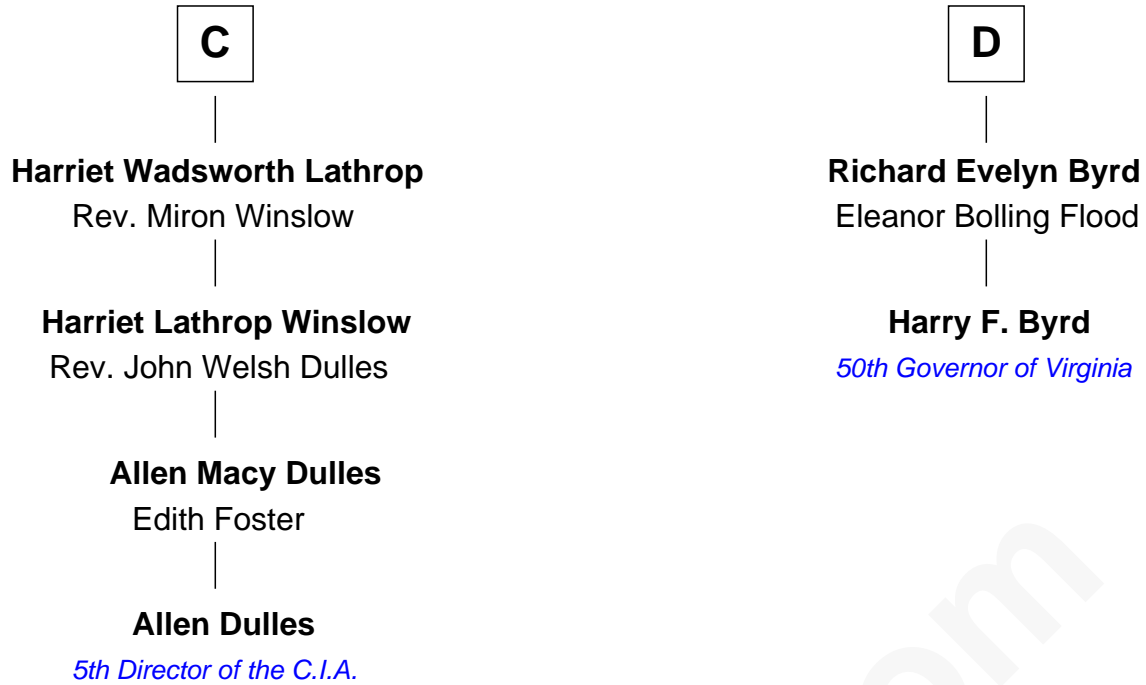 C
Harriet Wadsworth Lathrop
Rev. Miron Winslow
Harriet Lathrop Winslow
Rev. John Welsh Dulles
Allen Macy Dulles
Edith Foster
Allen Dulles
5th Director of the C.I.A.
D
Richard Evelyn Byrd
Eleanor Bolling Flood
Harry F. Byrd
50th Governor of Virginia
om